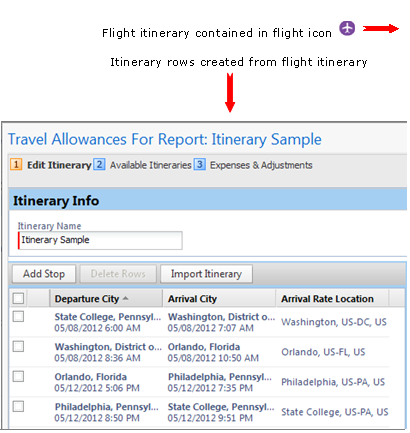 Flight itinerary contained in flight icon
Itinerary rows created from flight itinerary
Travel Allowances For Report: Itinerary Sample
1 Edit Itinerary 2 Available Itineraries 3 Expenses & Adjustments
Itinerary Info
Itinerary Name
Itinerary Sample
Add Stop Delete Rows Import Itinerary
Departure City Arrival City Arrival Rate Location
State College, Pennsyl... Washington, District o... Washington, US-DC, US
05/08/2012 6:00 AM 05/08/2012 7:07 AM
Washington, District o... Orlando, Florida Orlando, US-FL, US
05/08/2012 8:36 AM 05/08/2012 10:50 AM
Orlando, Florida Philadelphia, Pennsyl... Philadelphia, US-PA, US
05/12/2012 5:06 PM 05/12/2012 7:35 PM
Philadelphia, Pennsyl... State College, Pennsyl... State College, US-PA, US
05/12/2012 8:50 PM 05/12/2012 9:51 PM